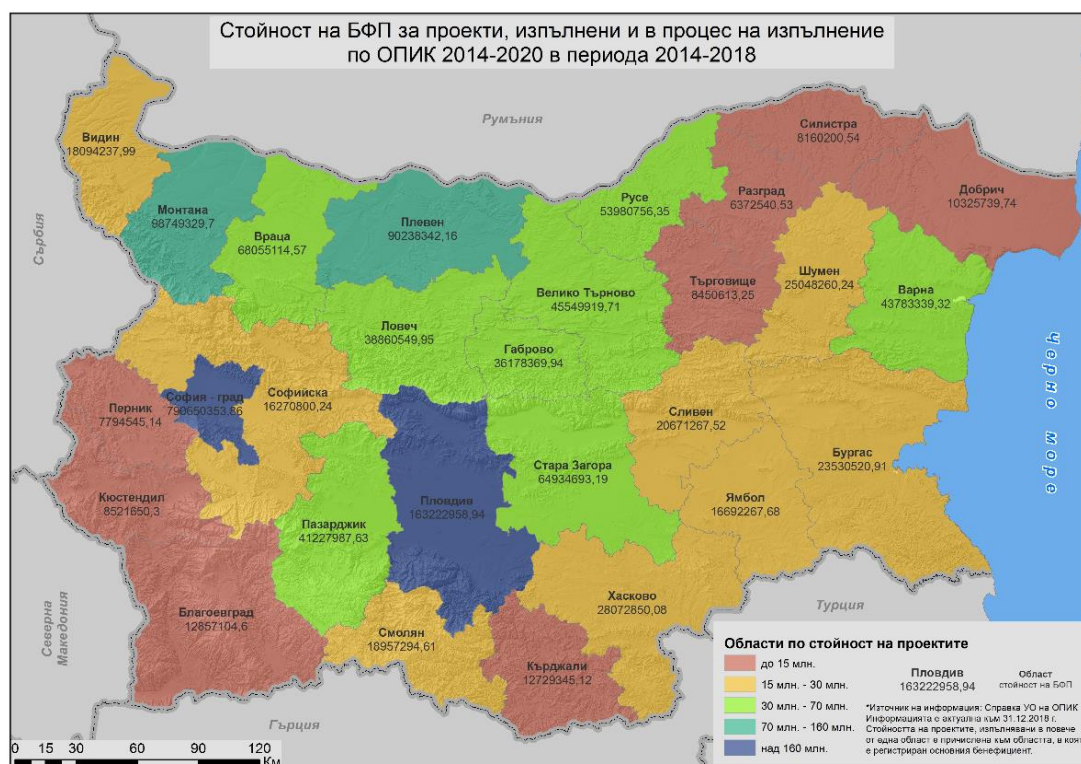 Стойност на БФП за проекти, изпълнени и в процес на изпълнение
по ОПИК 2014-2020 в периода 2014-2018
Румъния
Сърбия
Северна
Македония
Гърция
Турция
Черно море
Видин
18094237,99
Монтана
98749329,7
Враца
68055114,57
Плевен
90238342,16
Русе
53980756,35
Силистра
8160200,54
Разград
6372540,53
Добрич
10325739,74
Търговище
8450613,25
Шумен
25048260,24
Варна
43783339,32
Велико Търново
45549919,71
Ловеч
38860549,95
Габрово
36178369,94
София - град
790650353,86
Софийска
16270800,24
Перник
7794545,14
Кюстендил
8521650,3
Пазарджик
41227987,63
Пловдив
163222958,94
Стара Загора
64934693,19
Сливен
20671267,52
Бургас
23530520,91
Ямбол
16692267,68
Хасково
28072850,08
Благоевград
12857104,6
Смолян
18957294,61
Кърджали
12729345,12
Области по стойност на проектите
до 15 млн.
15 млн. - 30 млн.
30 млн. - 70 млн.
70 млн. - 160 млн.
над 160 млн.
Пловдив
163222958,94
Област
стойност на БФП
*Източник на информация: Справка УО на ОПИК
Информацията е актуална към 31.12.2018 г.
Стойността на проектите, изпълнявани в повече
от една област е причислена към областта, в коят
е регистриран основния бенефициент.
0 15 30 60 90 120
Км